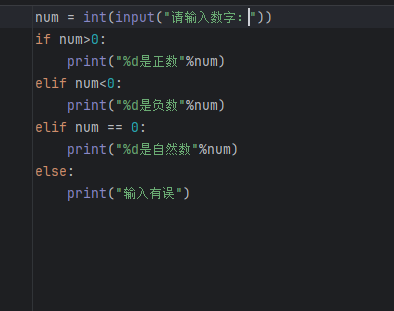 num = int(input("请输入数字："))
if num>0:
    print("%d是正数"%num)
elif num<0:
    print("%d是负数"%num)
elif num == 0:
    print("%d是自然数"%num)
else:
    print("输入有误")